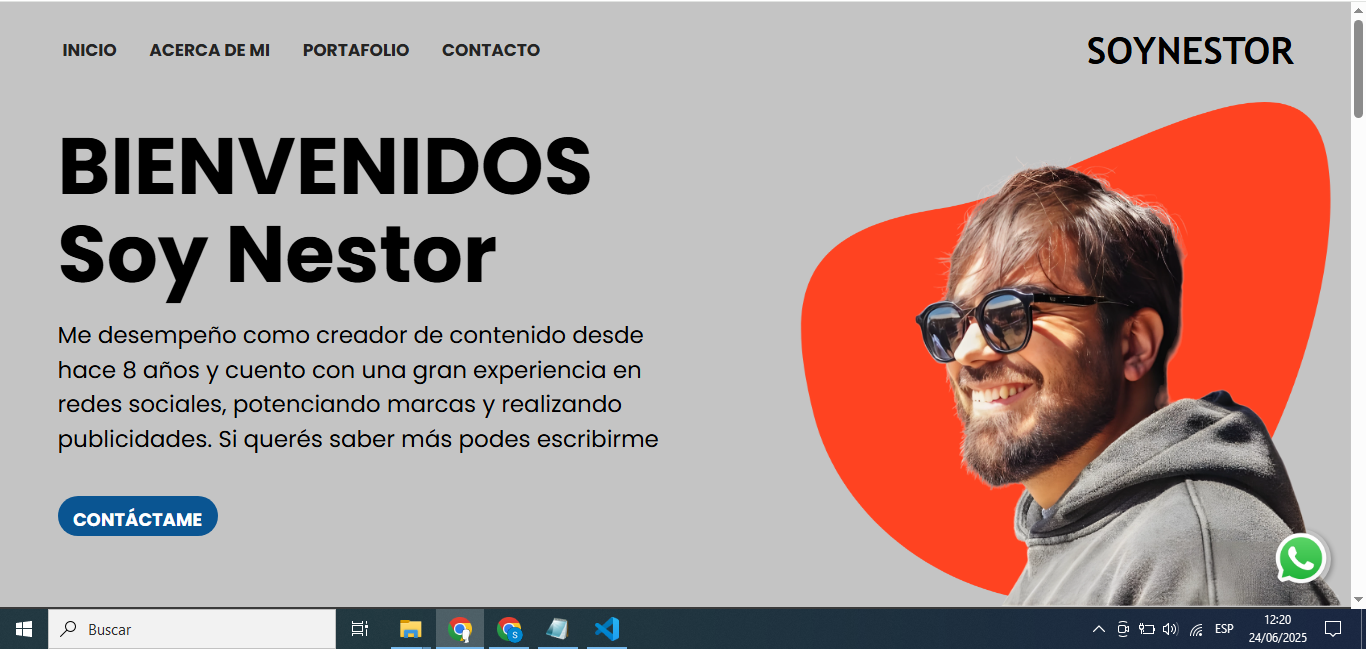 INICIO ACERCA DE MI PORTAFOLIO CONTACTO SOYNESTOR
BIENVENIDOS
Soy Nestor
Me desempeño como creador de contenido desde
hace 8 años y cuento con una gran experiencia en
redes sociales, potenciando marcas y realizando
publicidades. Si querés saber más podes escribirme
CONTÁCTAME
Buscar
S
ESP
12:20
24/06/2025